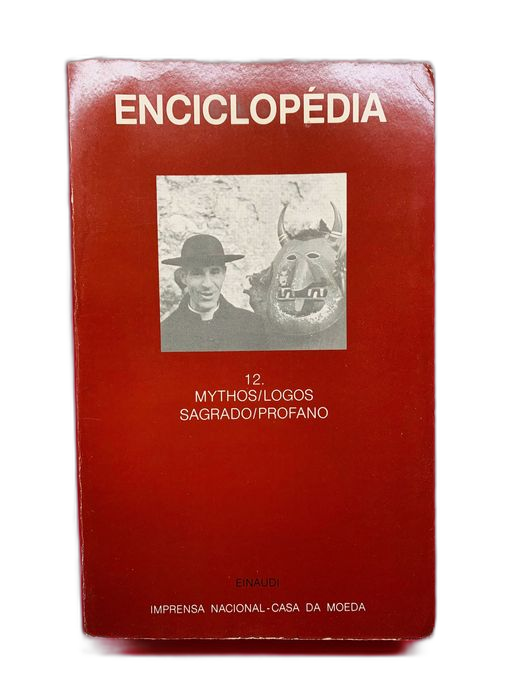 ENCICLOPÉDIA
12.
MYTHOS/LOGOS
SAGRADO/PROFANO
EINAUDI
IMPRENSA NACIONAL-CASA DA MOEDA